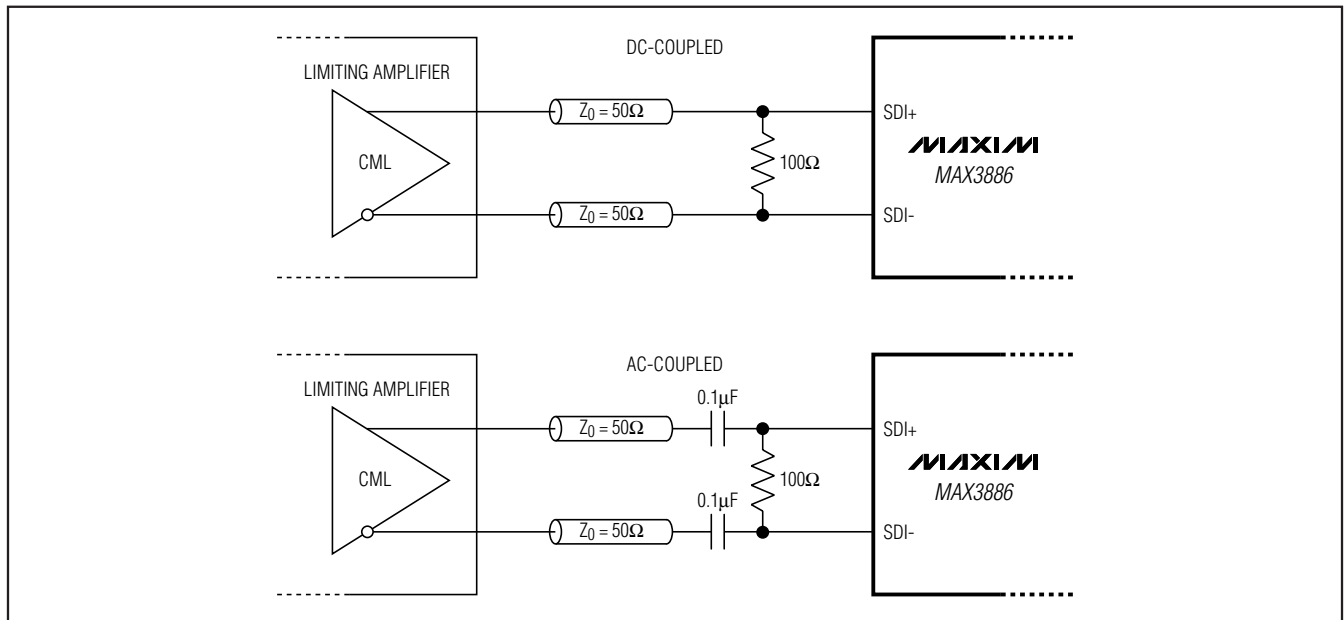 DC-COUPLED
LIMITING AMPLIFIER
Z0 = 50Ω
SDI+
CML
100Ω
MAXIM
MAX3886
Z0 = 50Ω
SDI-
AC-COUPLED
LIMITING AMPLIFIER
0.1µF
Z0 = 50Ω
SDI+
CML
100Ω
MAXIM
MAX3886
0.1µF
Z0 = 50Ω
SDI-